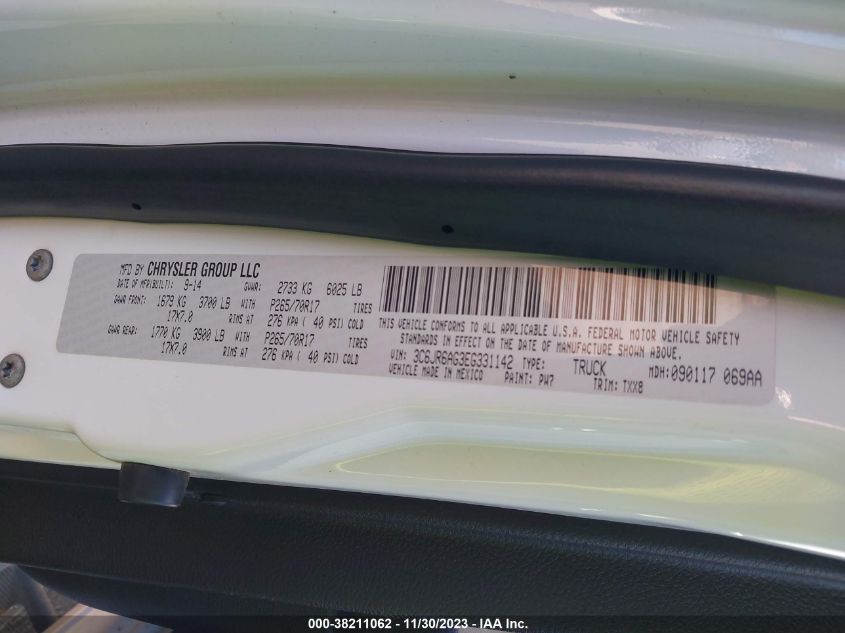 MFD BY CHRYSLER GROUP LLC
DATE OF MFR(BUILT): 9-14 GVWR: 2733 KG 6025 LB
GAWR FRONT: 1679 KG 3700 LB WITH P265/70R17 TIRES
17X7.0 RIMS AT 276 KPA ( 40 PSI) COLD
GAWR REAR: 1770 KG 3900 LB WITH P265/70R17 TIRES
17X7.0 RIMS AT 276 KPA ( 40 PSI) COLD
THIS VEHICLE CONFORMS TO ALL APPLICABLE U.S.A. FEDERAL MOTOR VEHICLE SAFETY
STANDARDS IN EFFECT ON THE DATE OF MANUFACTURE SHOWN ABOVE.
VIN: 3C6JR6AG3EG331142 TYPE: TRUCK MDH: 090117 069AA
VEHICLE MADE IN MEXICO PAINT: PW7 TRIM: TXX8
000-38211062 - 11/30/2023 - IAA Inc.